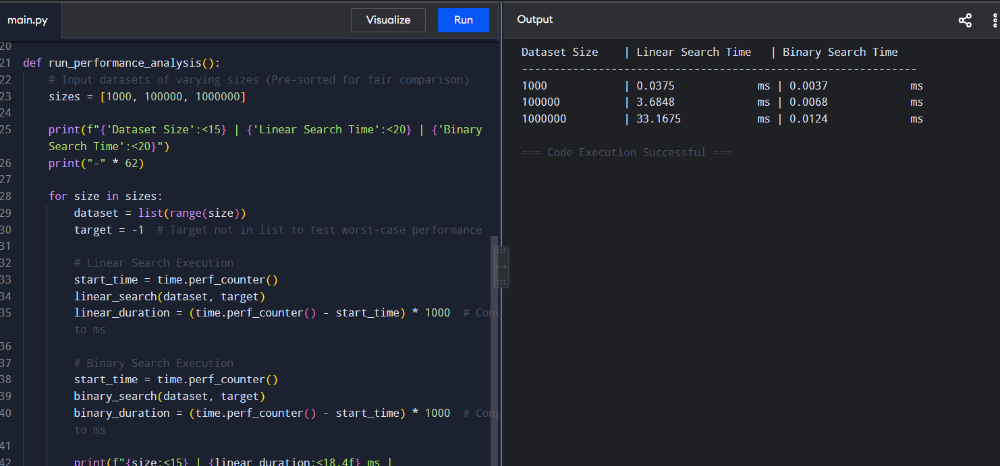 main.py
Visualize
Run
20
21 def run_performance_analysis():
22 # Input datasets of varying sizes (Pre-sorted for fair comparison)
23 sizes = [1000, 100000, 1000000]
24
25 print(f"{'Dataset Size':<15} | {'Linear Search Time':<20} | {'Binary
Search Time':<20}")
26 print("-" * 62)
27
28 for size in sizes:
29 dataset = list(range(size))
30 target = -1 # Target not in list to test worst-case performance
31
32 # Linear Search Execution
33 start_time = time.perf_counter()
34 linear_search(dataset, target)
35 linear_duration = (time.perf_counter() - start_time) * 1000 # Conv
to ms
36
37 # Binary Search Execution
38 start_time = time.perf_counter()
39 binary_search(dataset, target)
40 binary_duration = (time.perf_counter() - start_time) * 1000 # Conv
to ms
41
42 print(f"{size:<15} | {linear_duration:<18.4f} ms |
Output
Dataset Size | Linear Search Time | Binary Search Time
--------------------------------------------------------------
1000 | 0.0375 ms | 0.0037 ms
100000 | 3.6848 ms | 0.0068 ms
1000000 | 33.1675 ms | 0.0124 ms
=== Code Execution Successful ===